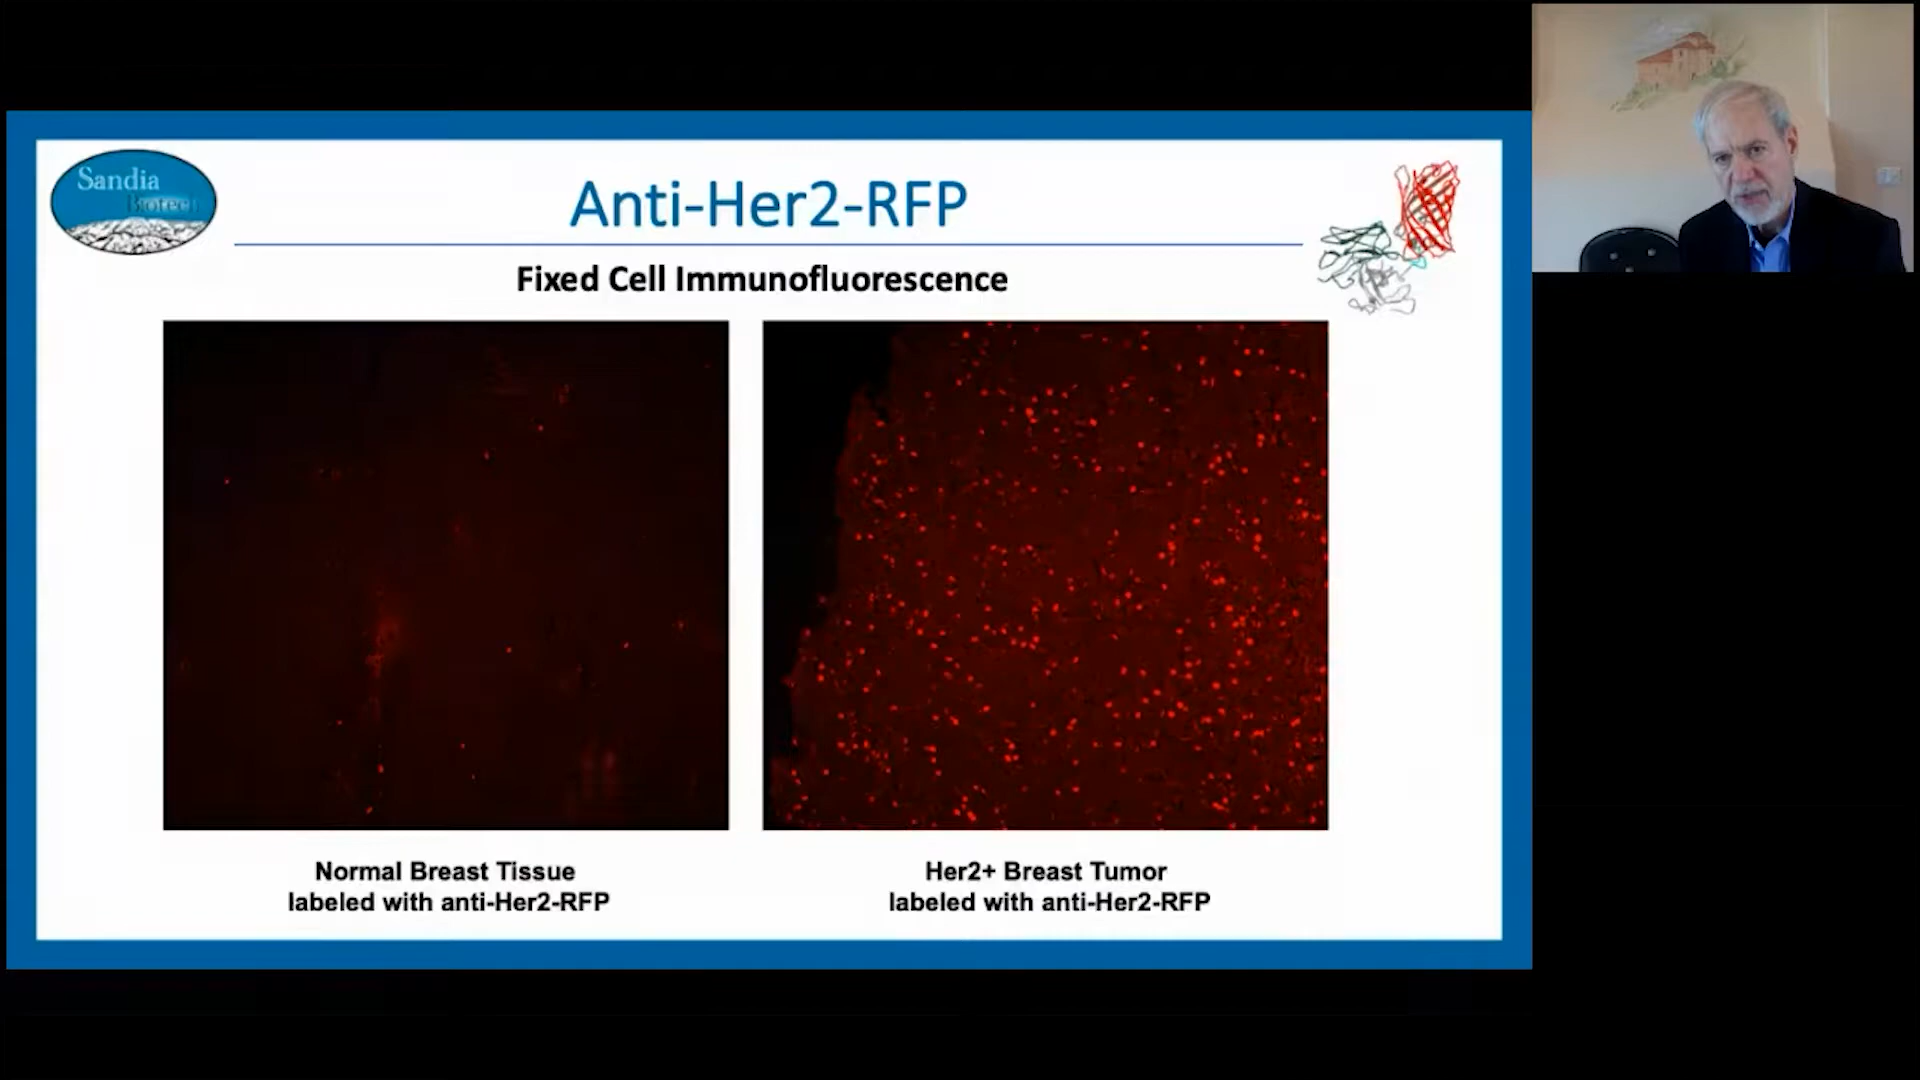 Sandia
Biotech
Anti-Her2-RFP
Fixed Cell Immunofluorescence
Normal Breast Tissue
labeled with anti-Her2-RFP
Her2+ Breast Tumor
labeled with anti-Her2-RFP